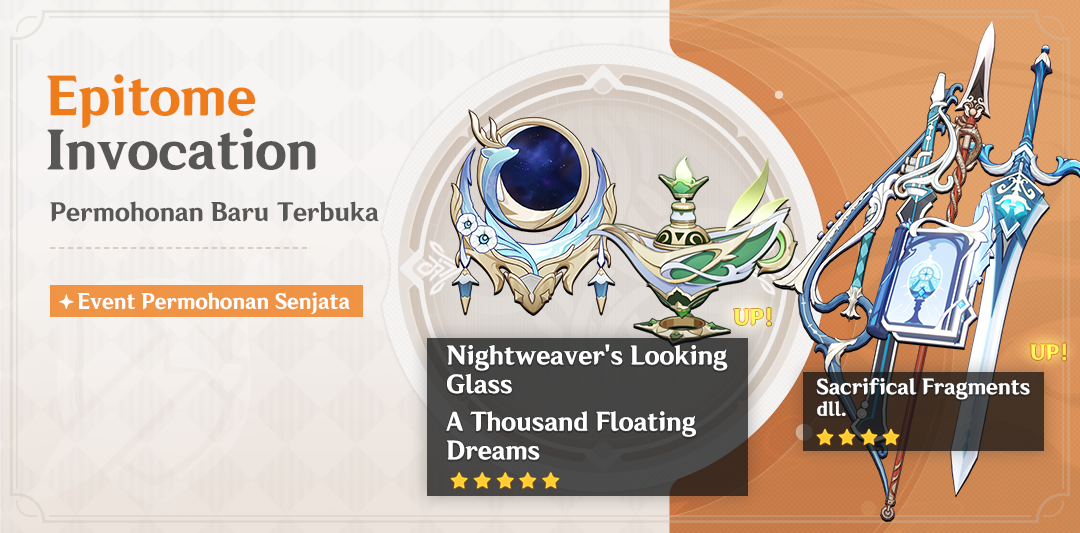 Epitome
Invocation
Permohonan Baru Terbuka
Event Permohonan Senjata
UP!
Nightweaver's Looking
Glass
A Thousand Floating
Dreams
UP!
Sacrifical Fragments
dll.